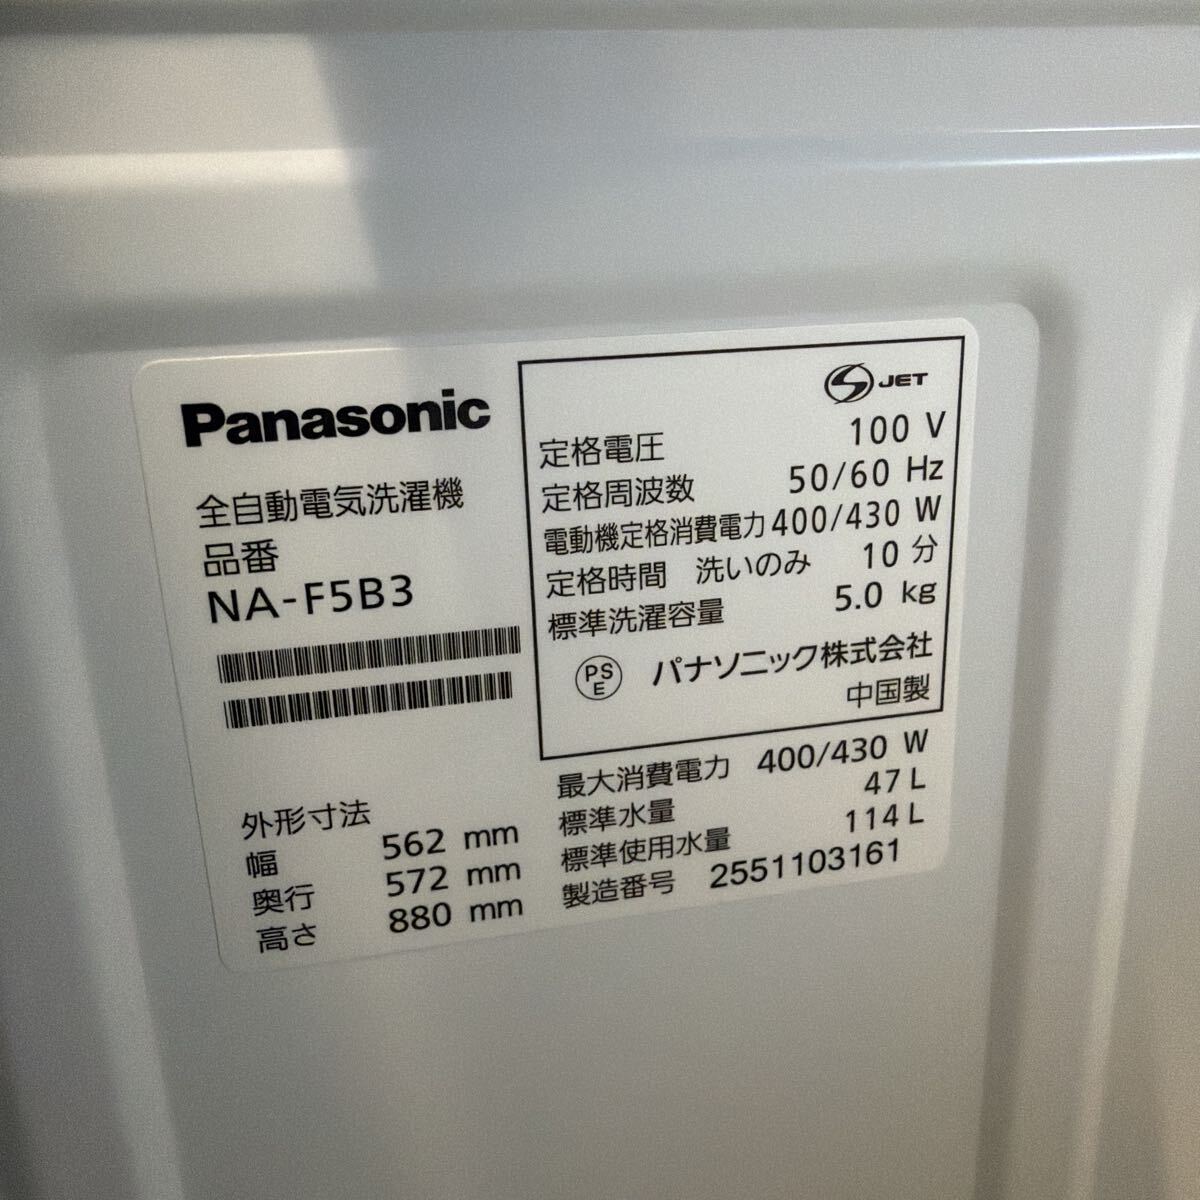 Panasonic
全自動電気洗濯機
品番
NA-F5B3
外形寸法
幅 562 mm
奥行 572 mm
高さ 880 mm
JET
定格電圧 100 V
定格周波数 50/60 Hz
電動機定格消費電力 400/430 W
定格時間 洗いのみ 10 分
標準洗濯容量 5.0 kg
PS
E
パナソニック株式会社
中国製
最大消費電力 400/430 W
標準水量 47 L
標準使用水量 114 L
製造番号 2551103161